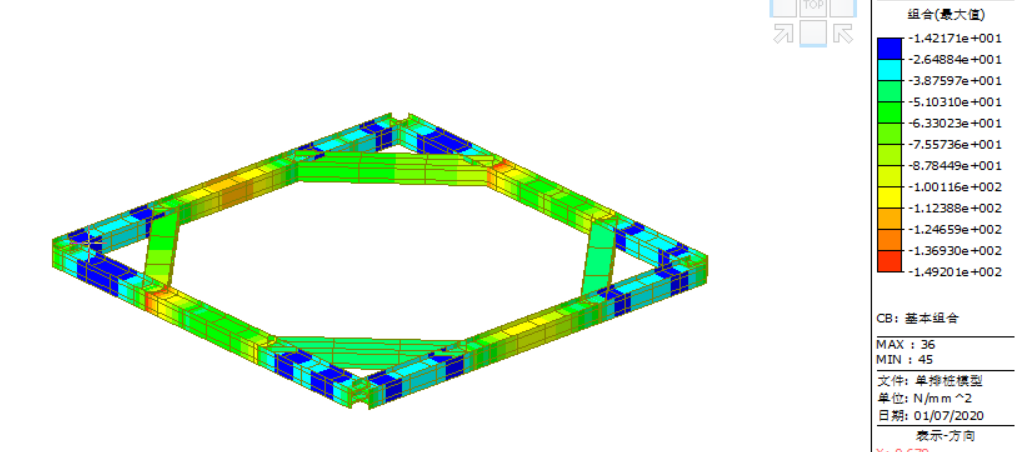 TOP
组合(最大值)
-1.42171e+001
-2.64884e+001
-3.87597e+001
-5.10310e+001
-6.33023e+001
-7.55736e+001
-8.78449e+001
-1.00116e+002
-1.12388e+002
-1.24659e+002
-1.36930e+002
-1.49201e+002
CB: 基本组合
MAX : 36
MIN : 45
文件: 单排桩模型
单位: N/mm^2
日期: 01/07/2020
表示-方向